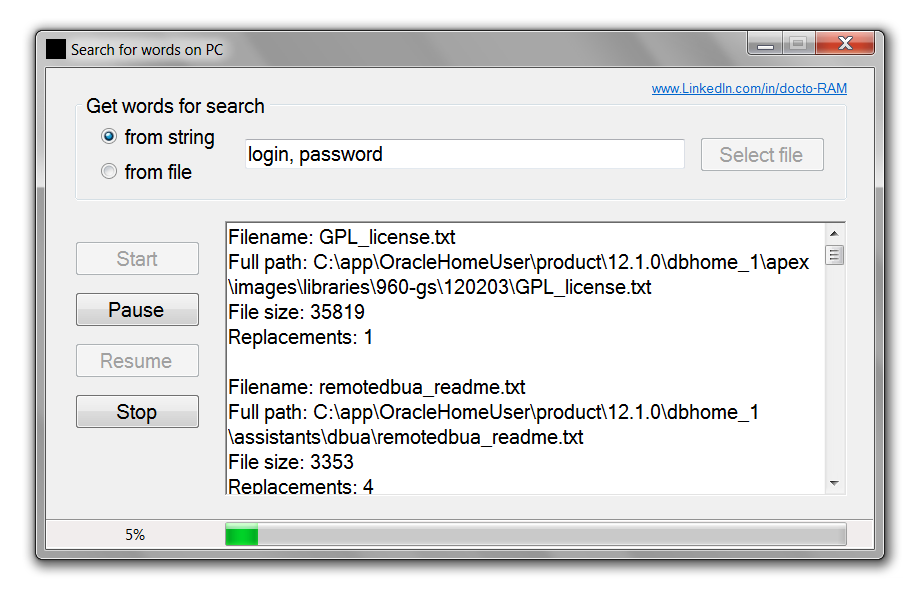 Search for words on PC
www.LinkedIn.com/in/docto-RAM
Get words for search
from string
login, password
Select file
from file
Start
Pause
Resume
Stop
Filename: GPL_license.txt
Full path: C:\app\OracleHomeUser\product\12.1.0\dbhome_1\apex
\images\libraries\960-gs\120203\GPL_license.txt
File size: 35819
Replacements: 1
Filename: remotedbua_readme.txt
Full path: C:\app\OracleHomeUser\product\12.1.0\dbhome_1
\assistants\dbua\remotedbua_readme.txt
File size: 3353
Replacements: 4
5%